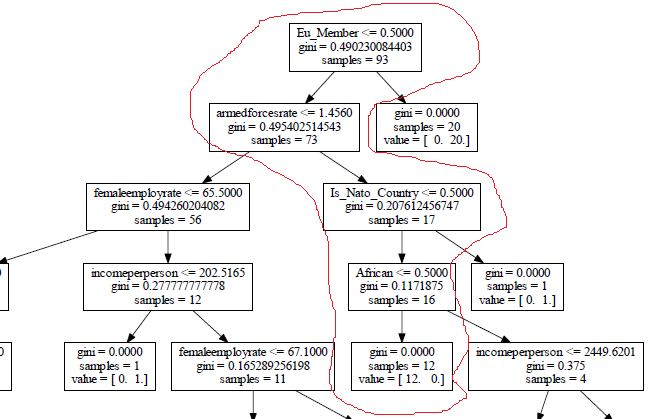 Eu_Member <= 0.5000
gini = 0.490230084403
samples = 93
armedforcesrate <= 1.4560
gini = 0.495402514543
samples = 73
gini = 0.0000
samples = 20
value = [ 0. 20.]
femaleemployrate <= 65.5000
gini = 0.494260204082
samples = 56
Is_Nato_Country <= 0.5000
gini = 0.207612456747
samples = 17
incomeperperson <= 202.5165
gini = 0.277777777778
samples = 12
African <= 0.5000
gini = 0.1171875
samples = 16
gini = 0.0000
samples = 1
value = [ 0. 1.]
gini = 0.0000
samples = 1
value = [ 0. 1.]
femaleemployrate <= 67.1000
gini = 0.165289256198
samples = 11
gini = 0.0000
samples = 12
value = [ 12. 0.]
incomeperperson <= 2449.6201
gini = 0.375
samples = 4